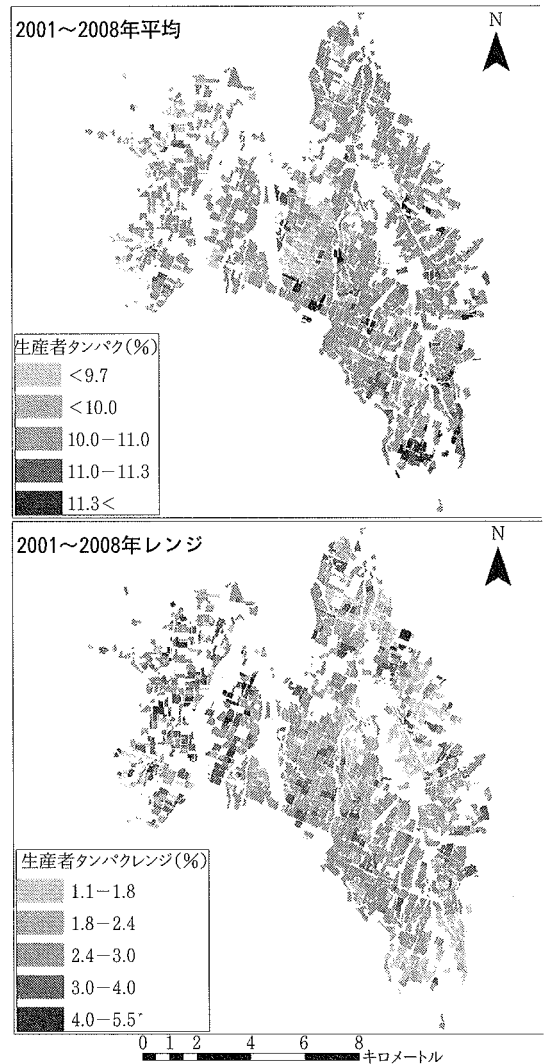 2001～2008年平均
N
生産者タンパク(%)
<9.7
<10.0
10.0－11.0
11.0－11.3
11.3<
2001～2008年レンジ
N
生産者タンパクレンジ(%)
1.1－1.8
1.8－2.4
2.4－3.0
3.0－4.0
4.0－5.5
0 1 2 4 6 8
キロメートル